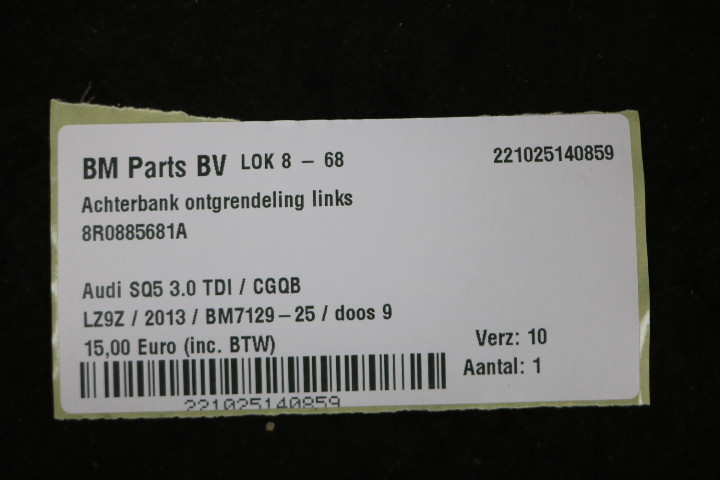 BM Parts BV LOK 8 – 68 221025140859
Achterbank ontgrendeling links
8R0885681A
Audi SQ5 3.0 TDI / CGQB
LZ9Z / 2013 / BM7129–25 / doos 9
15,00 Euro (inc. BTW) Verz: 10
Aantal: 1
221025140859